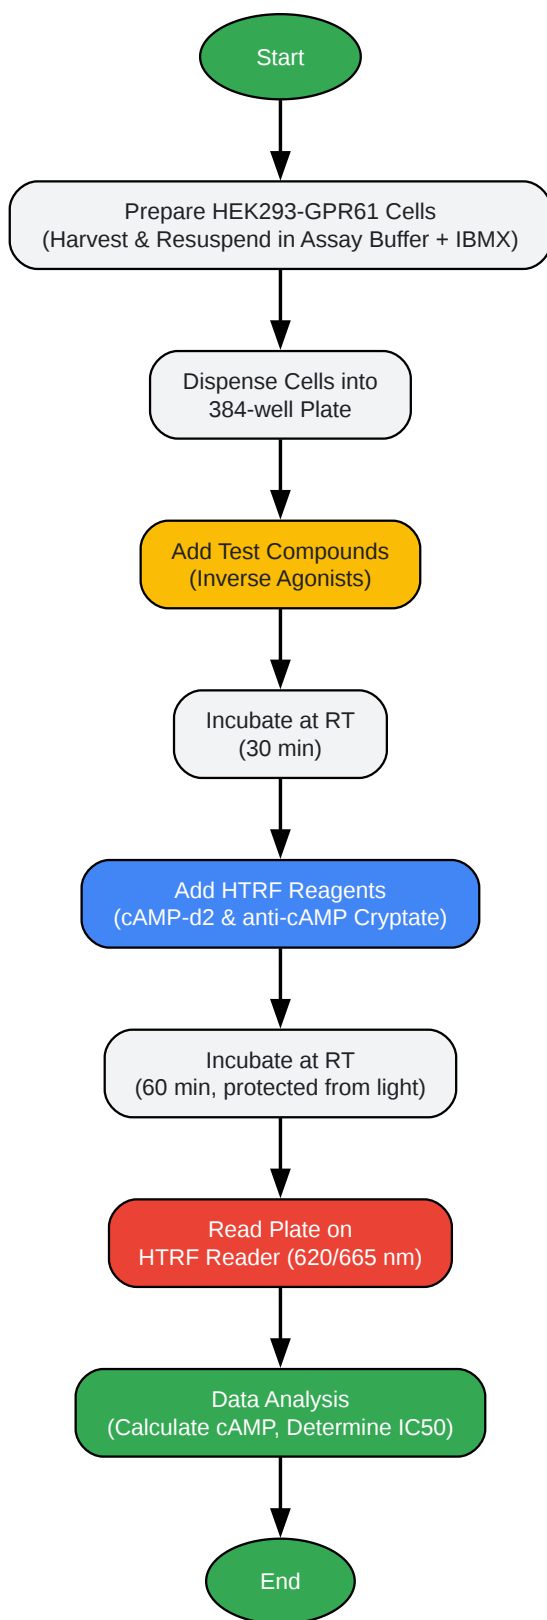 Start
Prepare HEK293-GPR61 Cells
(Harvest & Resuspend in Assay Buffer + IBMX)
Dispense Cells into
384-well Plate
Add Test Compounds
(Inverse Agonists)
Incubate at RT
(30 min)
Add HTRF Reagents
(cAMP-d2 & anti-cAMP Cryptate)
Incubate at RT
(60 min, protected from light)
Read Plate on
HTRF Reader (620/665 nm)
Data Analysis
(Calculate cAMP, Determine IC50)
End